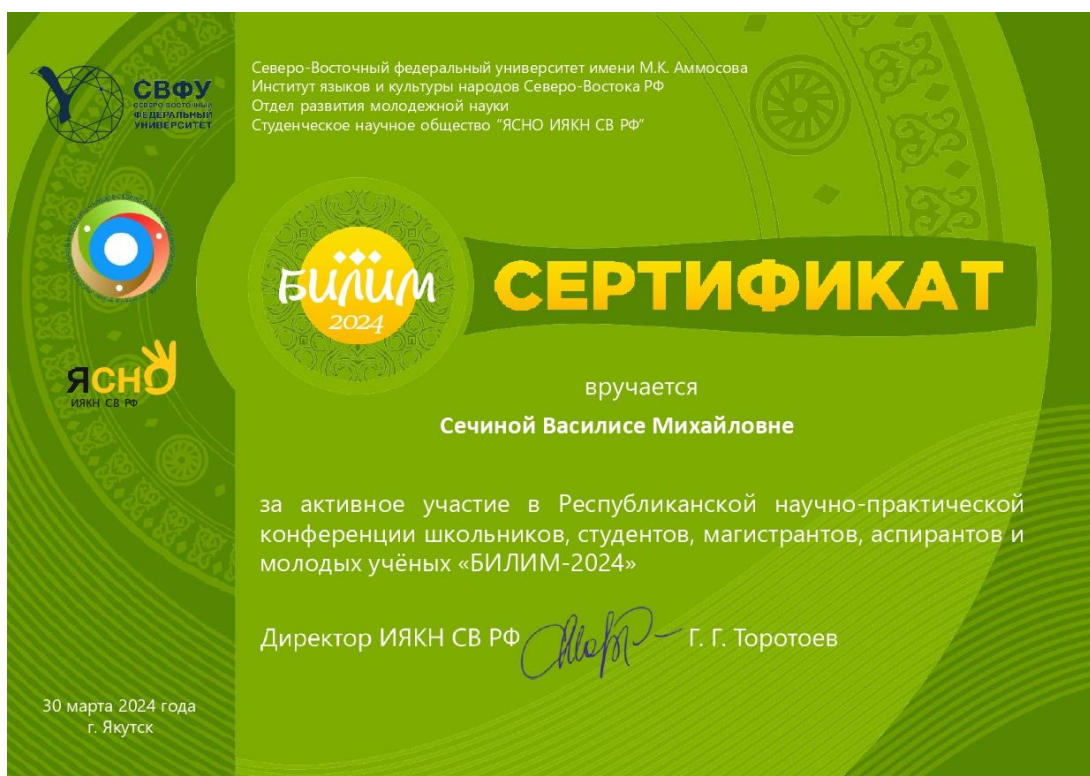 СВФУ
СЕВЕРО-ВОСТОЧНЫЙ
ФЕДЕРАЛЬНЫЙ
УНИВЕРСИТЕТ
Северо-Восточный федеральный университет имени М.К. Аммосова
Институт языков и культуры народов Северо-Востока РФ
Отдел развития молодежной науки
Студенческое научное общество "ЯСНО ИЯКН СВ РФ"
БИЛИМ
2024
СЕРТИФИКАТ
ЯСНО
ИЯКН СВ РФ
вручается
Сечиной Василисе Михайловне
за активное участие в Республиканской научно-практической
конференции школьников, студентов, магистрантов, аспирантов и
молодых учёных «БИЛИМ-2024»
Директор ИЯКН СВ РФ Г. Г. Торотоев
30 марта 2024 года
г. Якутск